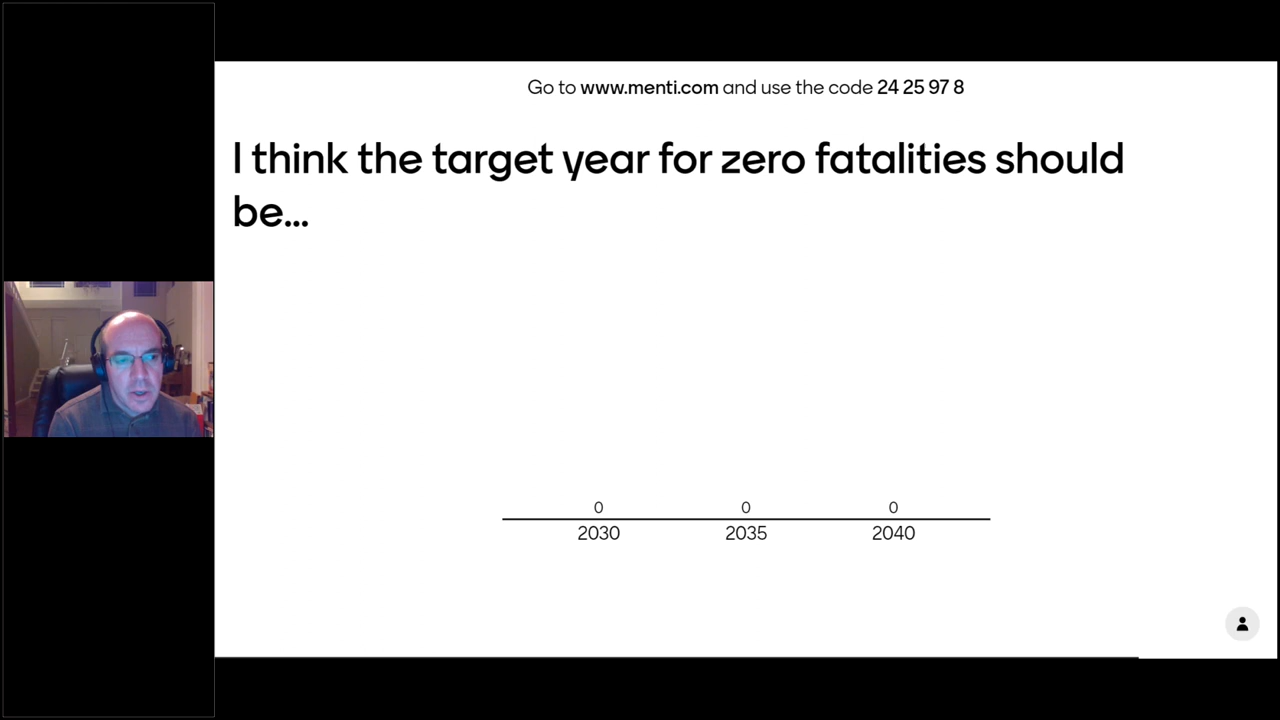 Go to www.menti.com and use the code 24 25 97 8
I think the target year for zero fatalities should
be...
0 0 0
2030 2035 2040